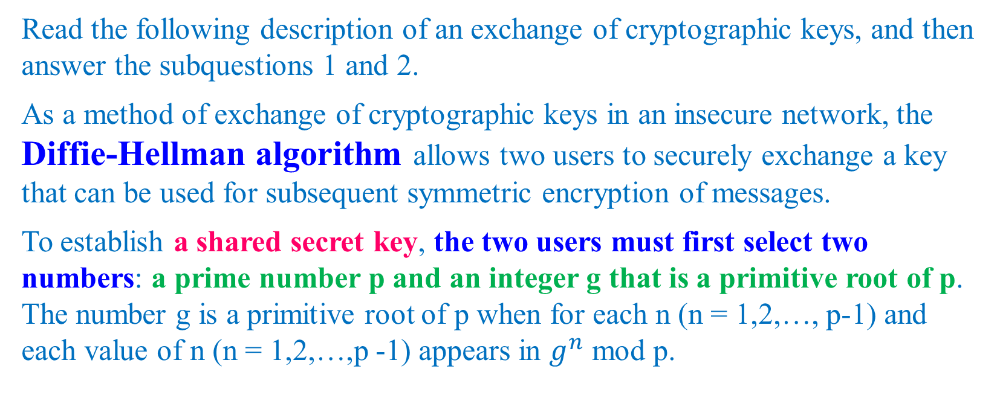 Read the following description of an exchange of cryptographic keys, and then
answer the subquestions 1 and 2.
As a method of exchange of cryptographic keys in an insecure network, the
Diffie-Hellman algorithm allows two users to securely exchange a key
that can be used for subsequent symmetric encryption of messages.
To establish a shared secret key, the two users must first select two
numbers: a prime number p and an integer g that is a primitive root of p.
The number g is a primitive root of p when for each n (n = 1,2,…, p-1) and
each value of n (n = 1,2,…,p -1) appears in gⁿ mod p.